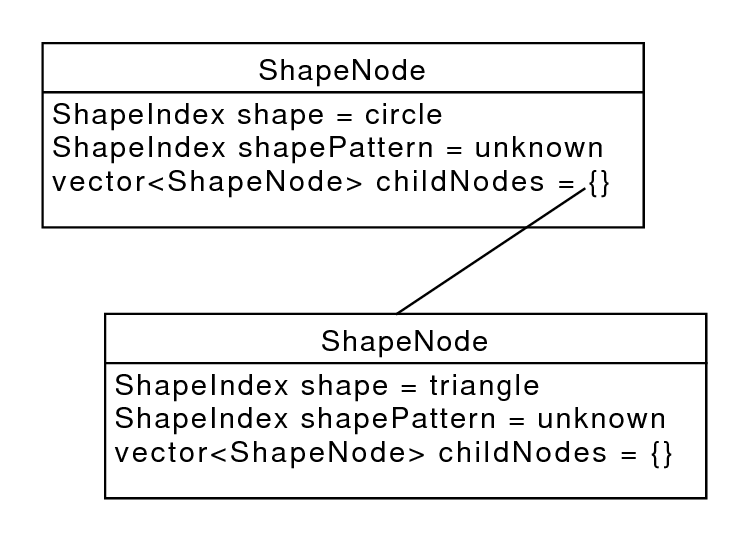 ShapeNode
ShapeIndex shape = circle
ShapeIndex shapePattern = unknown
vector<ShapeNode> childNodes = {}
ShapeNode
ShapeIndex shape = triangle
ShapeIndex shapePattern = unknown
vector<ShapeNode> childNodes = {}